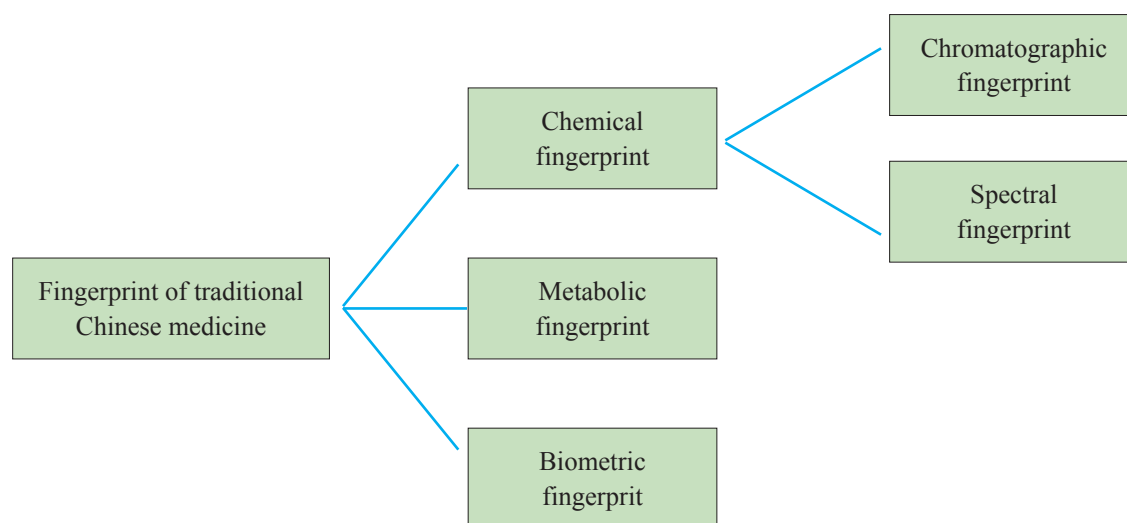 Chromatographic
fingerprint
Chemical
fingerprint
Spectral
fingerprint
Fingerprint of traditional
Chinese medicine
Metabolic
fingerprint
Biometric
fingerprit